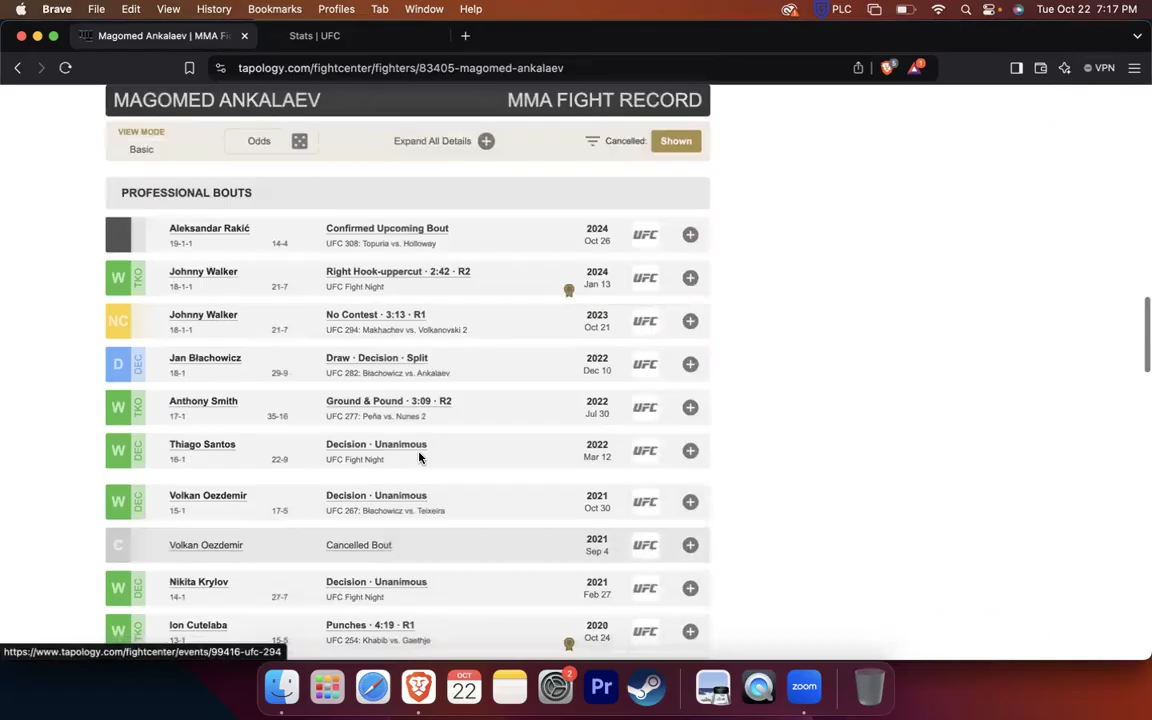 Brave File Edit View History Bookmarks Profiles Tab Window Help PLC Tue Oct 22 7:17 PM
Magomed Ankalaev | MMA Fi Stats | UFC
tapology.com/fightcenter/fighters/83405-magomed-ankalaev 5 1 VPN
MAGOMED ANKALAEV MMA FIGHT RECORD
VIEW MODE
Basic Odds Expand All Details Cancelled: Shown
PROFESSIONAL BOUTS
Aleksandar Rakić Confirmed Upcoming Bout 2024 UFC
19-1-1 14-4 UFC 308: Topuria vs. Holloway Oct 26
W TKO Johnny Walker Right Hook-uppercut · 2:42 · R2 2024 UFC
18-1-1 21-7 UFC Fight Night Jan 13
NC Johnny Walker No Contest · 3:13 · R1 2023 UFC
18-1-1 21-7 UFC 294: Makhachev vs. Volkanovski 2 Oct 21
D DEC Jan Błachowicz Draw · Decision · Split 2022 UFC
18-1 29-9 UFC 282: Błachowicz vs. Ankalaev Dec 10
W TKO Anthony Smith Ground & Pound · 3:09 · R2 2022 UFC
17-1 35-16 UFC 277: Peña vs. Nunes 2 Jul 30
W DEC Thiago Santos Decision · Unanimous 2022 UFC
16-1 22-9 UFC Fight Night Mar 12
W DEC Volkan Oezdemir Decision · Unanimous 2021 UFC
15-1 17-5 UFC 267: Błachowicz vs. Teixeira Oct 30
C Volkan Oezdemir Cancelled Bout 2021 UFC
Sep 4
W DEC Nikita Krylov Decision · Unanimous 2021 UFC
14-1 27-7 UFC Fight Night Feb 27
W TKO Ion Cutelaba Punches · 4:19 · R1 2020 UFC
13-1 15-5 UFC 254: Khabib vs. Gaethje Oct 24
https://www.tapology.com/fightcenter/events/99416-ufc-294
OCT
22 2 Pr zoom